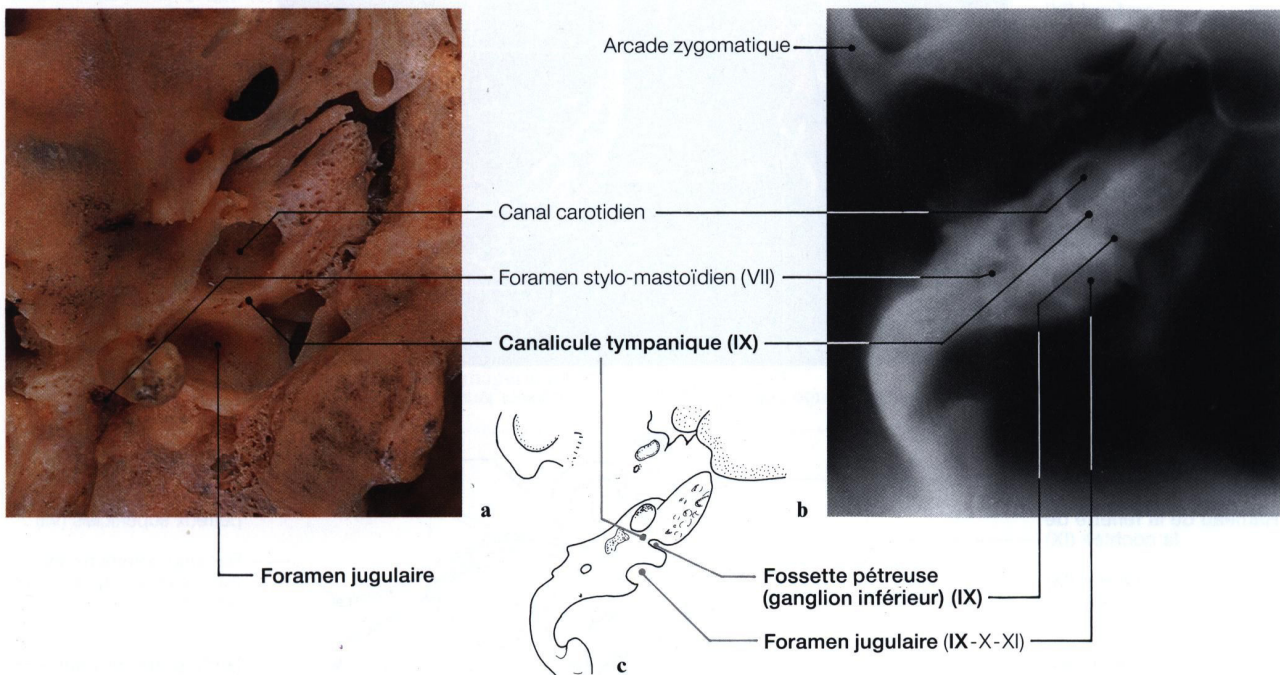 Arcade zygomatique
Canal carotidien
Foramen stylo-mastoïdien (VII)
Canalicule tympanique (IX)
a
b
Foramen jugulaire
Fossette pétreuse
(ganglion inférieur) (IX)
Foramen jugulaire (IX-X-XI)
c